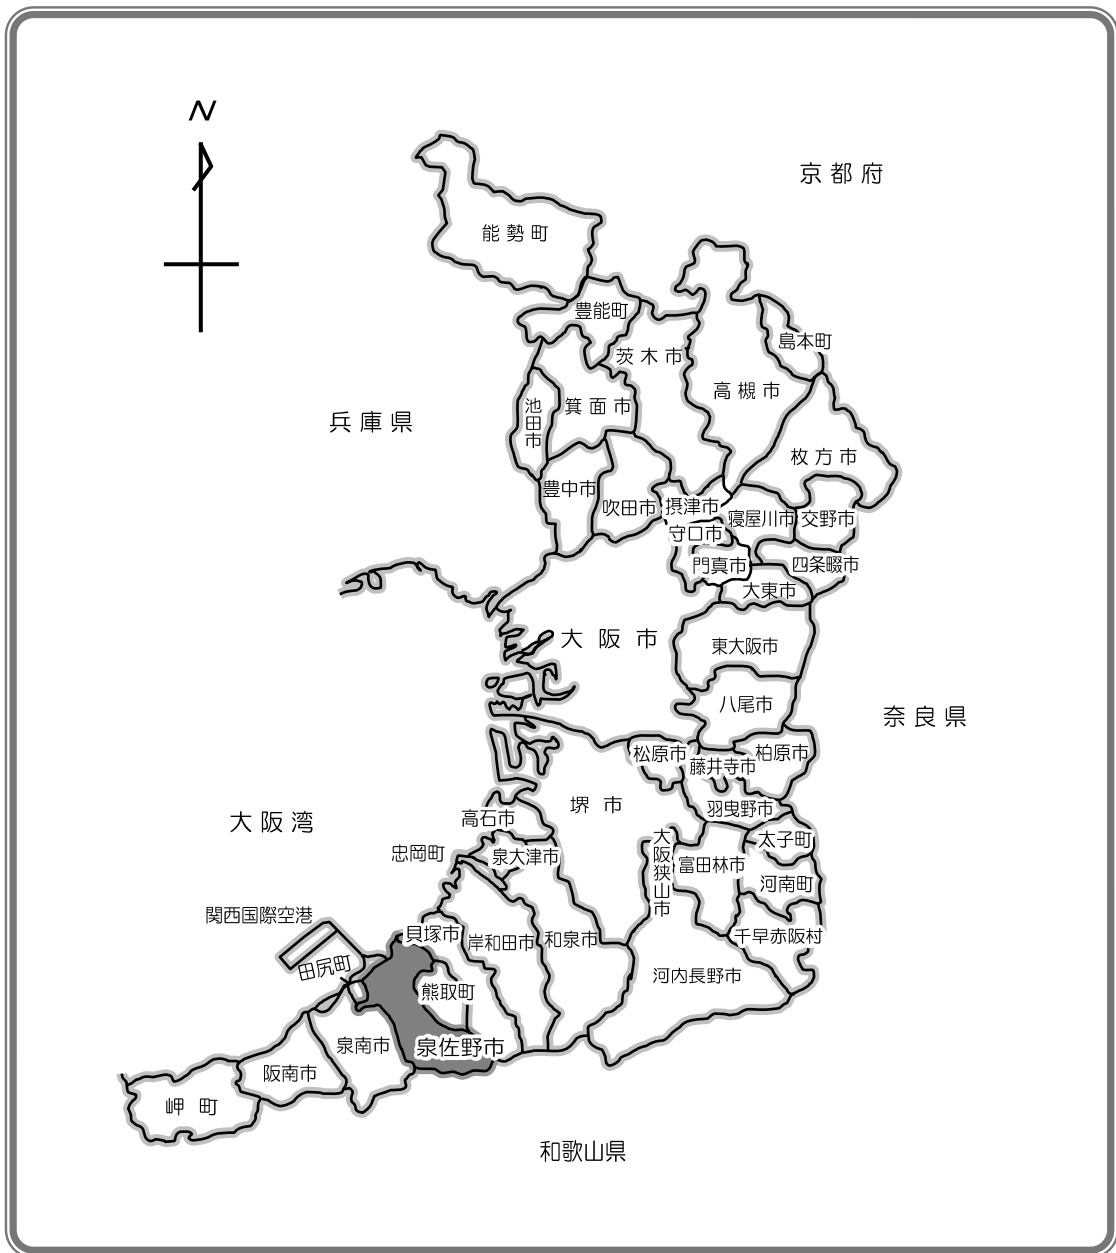 N
京都府
能勢町
豊能町
島本町
茨木市
高槻市
池田市
箕面市
兵庫県
枚方市
豊中市
吹田市
摂津市
寝屋川市
交野市
守口市
門真市
四条畷市
大東市
大阪市
東大阪市
八尾市
奈良県
松原市
藤井寺市
柏原市
堺市
羽曳野市
高石市
大阪湾
太子町
忠岡町
泉大津市
大阪狭山市
富田林市
河南町
関西国際空港
貝塚市
岸和田市
和泉市
千早赤阪村
田尻町
熊取町
河内長野市
泉南市
泉佐野市
阪南市
岬町
和歌山県